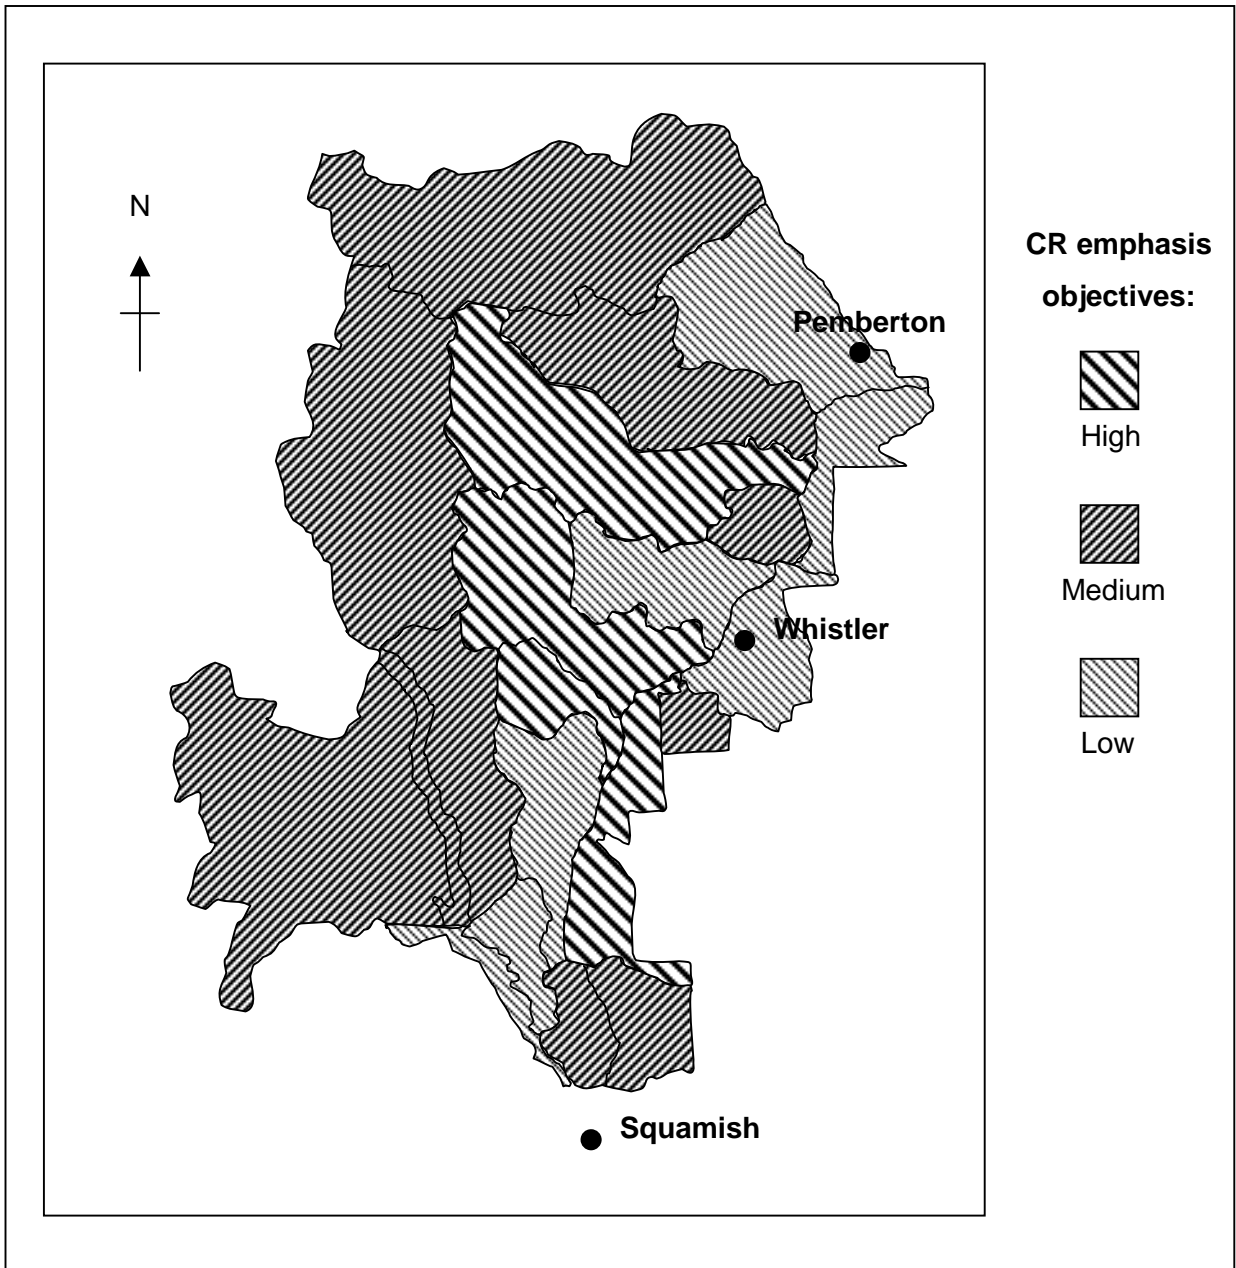 N
CR emphasis
objectives:
Pemberton
High
Medium
Whistler
Low
Squamish